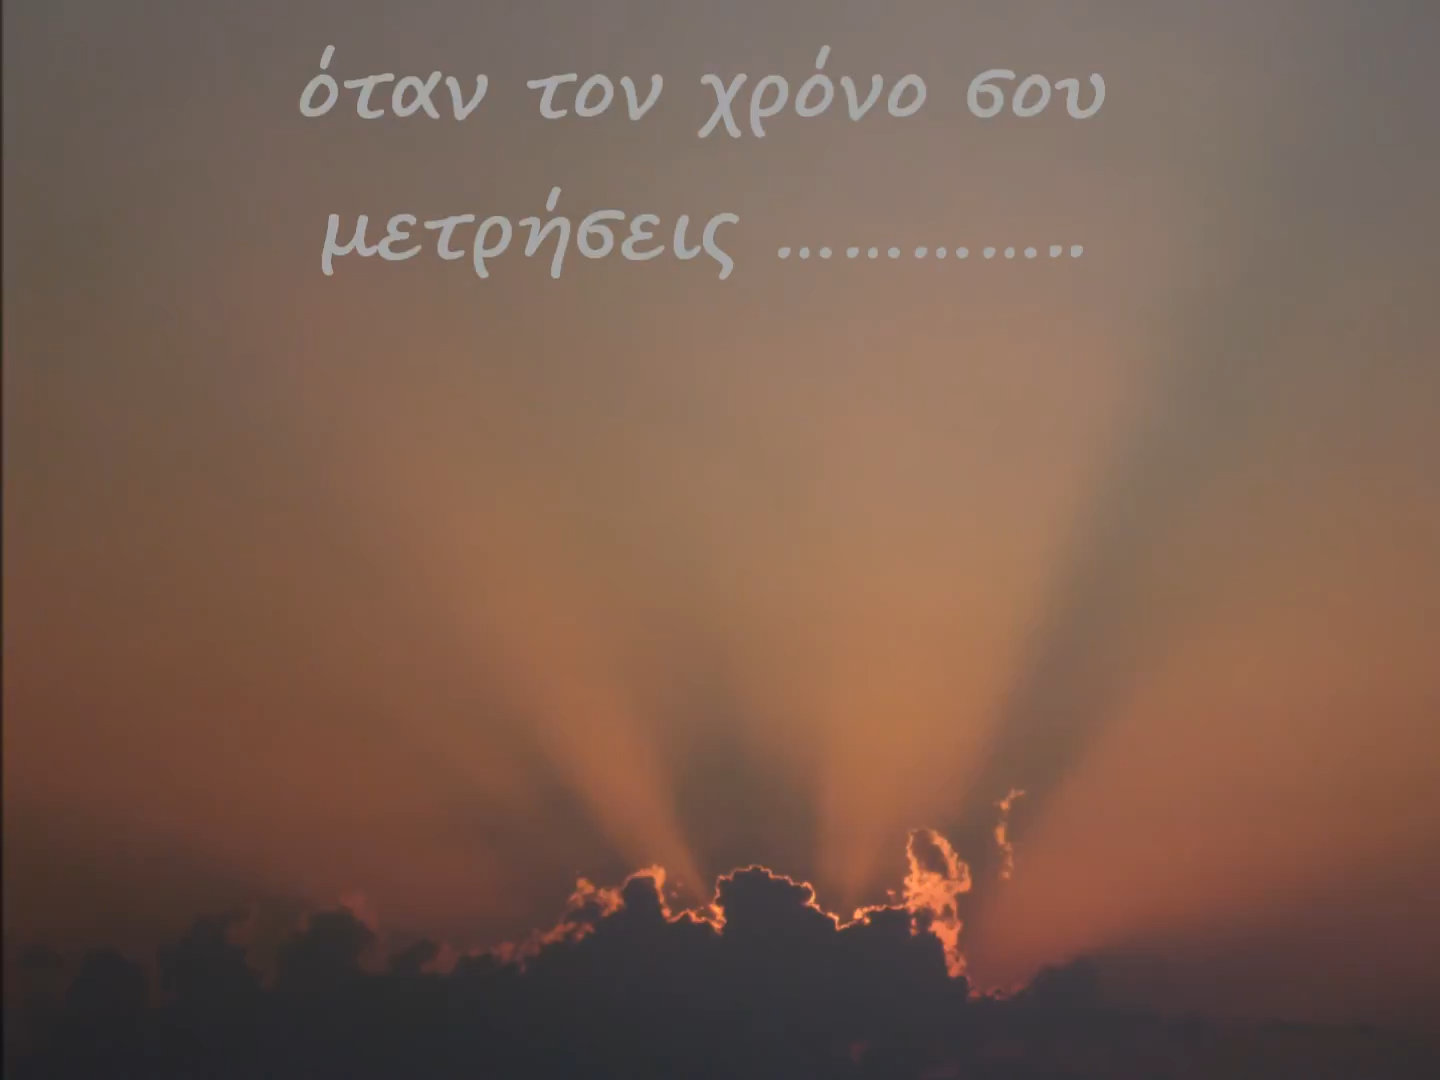 όταν τον χρόνο σου
μετρήσεις ..............